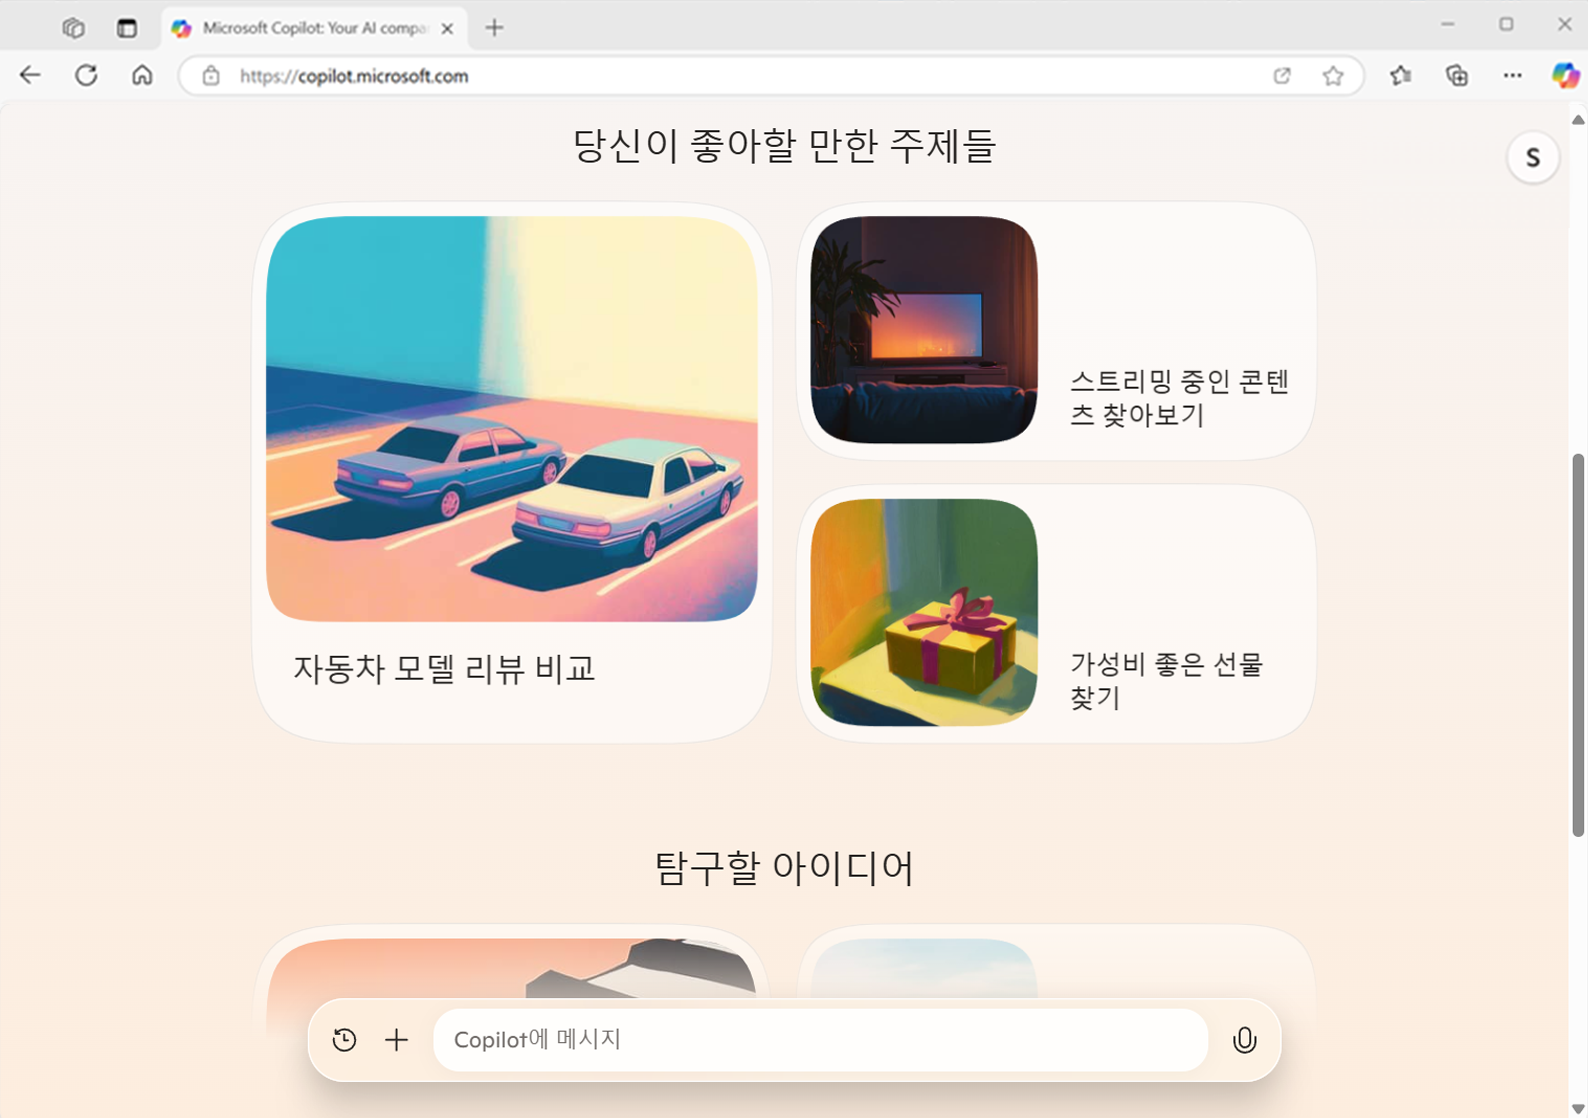 Microsoft Copilot: Your AI compa
https://copilot.microsoft.com
당신이 좋아할 만한 주제들
S
스트리밍 중인 콘텐
츠 찾아보기
자동차 모델 리뷰 비교
가성비 좋은 선물
찾기
탐구할 아이디어
Copilot에 메시지